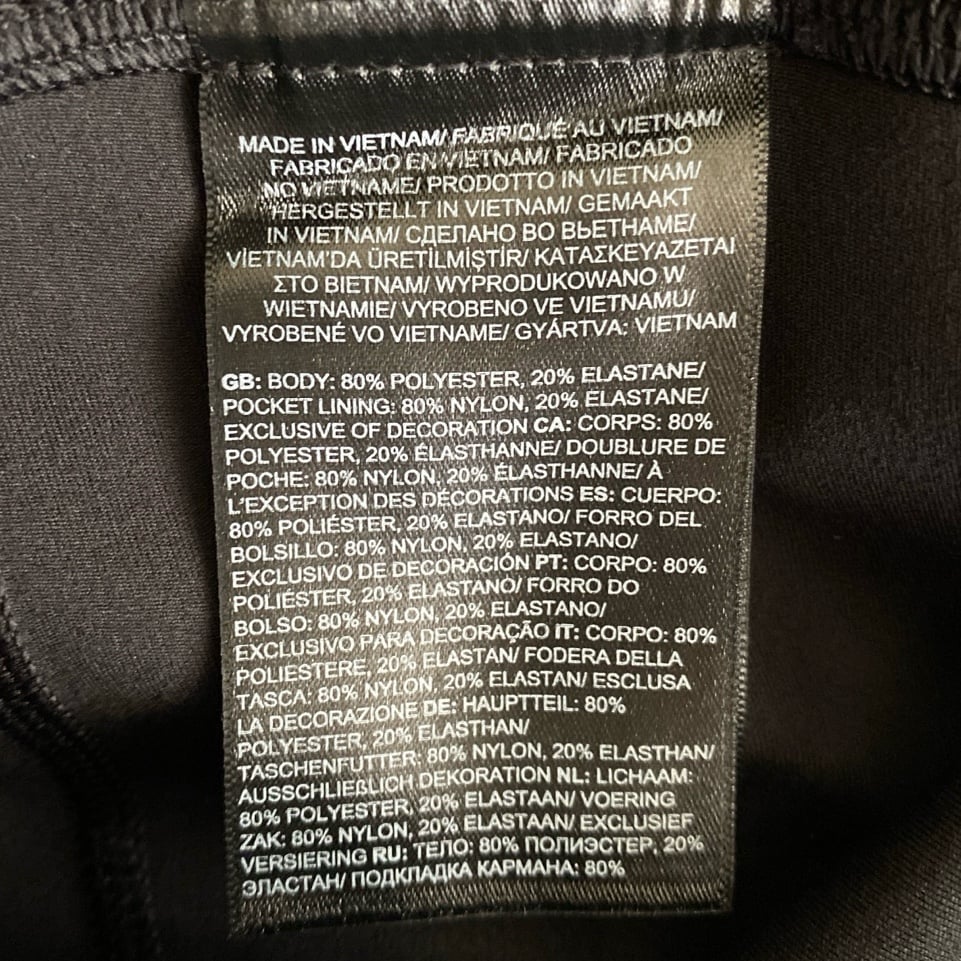 MADE IN VIETNAM/ FABRIQUÉ AU VIETNAM/
FABRICADO EN VIETNAM/ FABRICADO
NO VIETNAME/ PRODOTTO IN VIETNAM/
HERGESTELLT IN VIETNAM/ GEMAAKT
IN VIETNAM/ СДЕЛАНО ВО ВЬЕТНАМЕ/
VİETNAM'DA ÜRETİLMİŞTİR/ ΚΑΤΑΣΚΕΥΑΖΕΤΑΙ
ΣΤΟ ΒΙΕΤΝΑΜ/ WYPRODUKOWANO W
WIETNAMIE/ VYROBENO VE VIETNAMU/
VYROBENÉ VO VIETNAME/ GYÁRTVA: VIETNAM
GB: BODY: 80% POLYESTER, 20% ELASTANE/
POCKET LINING: 80% NYLON, 20% ELASTANE/
EXCLUSIVE OF DECORATION CA: CORPS: 80%
POLYESTER, 20% ÉLASTHANNE/ DOUBLURE DE
POCHE: 80% NYLON, 20% ÉLASTHANNE/ À
L'EXCEPTION DES DÉCORATIONS ES: CUERPO:
80% POLIÉSTER, 20% ELASTANO/ FORRO DEL
BOLSILLO: 80% NYLON, 20% ELASTANO/
EXCLUSIVO DE DECORACIÓN PT: CORPO: 80%
POLIÉSTER, 20% ELASTANO/ FORRO DO
BOLSO: 80% NYLON, 20% ELASTANO/
EXCLUSIVO PARA DECORAÇÃO IT: CORPO: 80%
POLIESTERE, 20% ELASTAN/ FODERA DELLA
TASCA: 80% NYLON, 20% ELASTAN/ ESCLUSA
LA DECORAZIONE DE: HAUPTTEIL: 80%
POLYESTER, 20% ELASTHAN/
TASCHENFUTTER: 80% NYLON, 20% ELASTHAN/
AUSSCHLIEßLICH DEKORATION NL: LICHAAM:
80% POLYESTER, 20% ELASTAAN/ VOERING
ZAK: 80% NYLON, 20% ELASTAAN/ EXCLUSIEF
VERSIERING RU: ТЕЛО: 80% ПОЛИЭСТЕР, 20%
ЭЛАСТАН/ ПОДКЛАДКА КАРМАНА: 80%